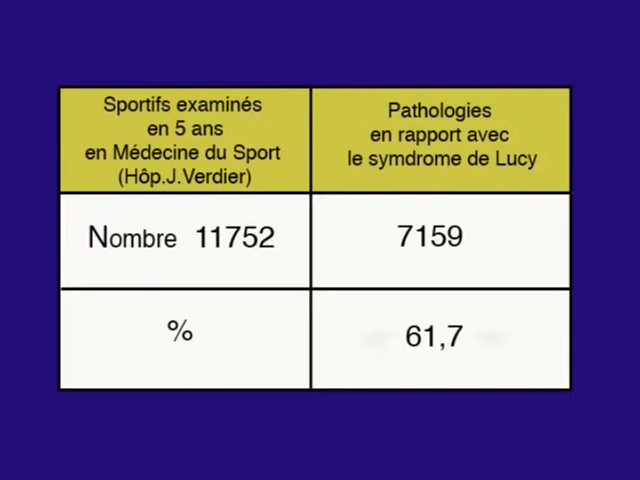 Sportifs examinés
en 5 ans
en Médecine du Sport
(Hôp.J.Verdier)
Pathologies
en rapport avec
le symdrome de Lucy
Nombre 11752
7159
%
61,7